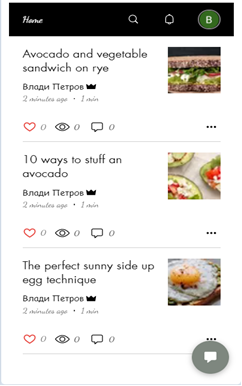 Home
B
Avocado and vegetable
sandwich on rye
Влади Петров
2 minutes ago • 1 min
0 0 0
10 ways to stuff an
avocado
Влади Петров
2 minutes ago • 1 min
0 0 0
The perfect sunny side up
egg technique
Влади Петров
2 minutes ago • 1 min
0 0 0